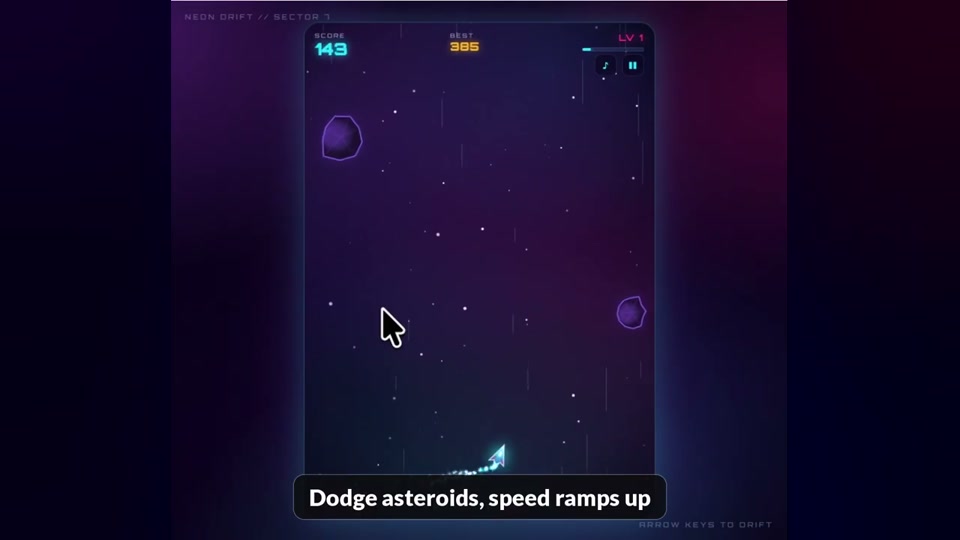 NEON DRIFT // SECTOR 7
SCORE
143
BEST
385
LV 1
Dodge asteroids, speed ramps up
ARROW KEYS TO DRIFT